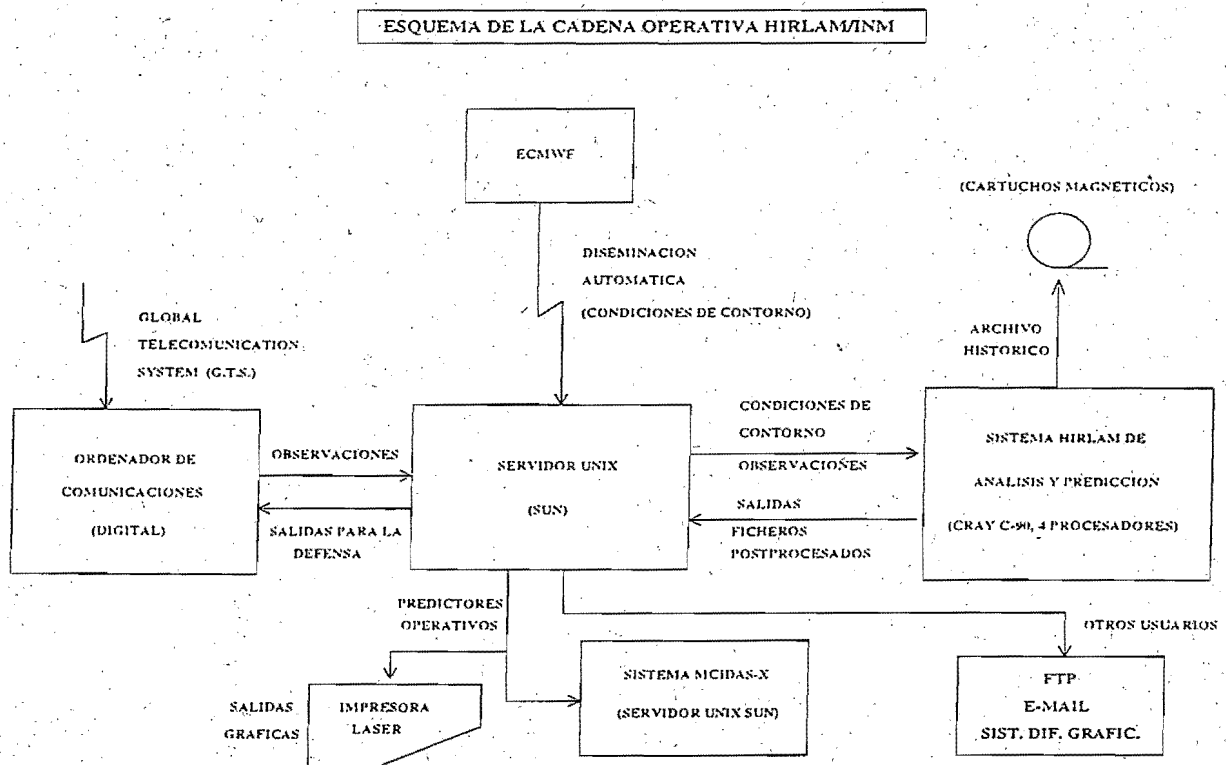 ESQUEMA DE LA CADENA OPERATIVA HIRLAM/INM
ECMWF
(CARTUCHOS MAGNETICOS)
DISEMINACION
AUTOMATICA
(CONDICIONES DE CONTORNO)
GLOBAL
TELECOMUNICATION
SYSTEM (G.T.S.)
ARCHIVO
HISTORICO
ORDENADOR DE
COMUNICACIONES
(DIGITAL)
OBSERVACIONES
SALIDAS PARA LA
DEFENSA
SERVIDOR UNIX
(SUN)
CONDICIONES DE
CONTORNO
OBSERVACIONES
SALIDAS
FICHEROS
POSTPROCESADOS
SISTEMA HIRLAM DE
ANALISIS Y PREDICCION
(CRAY C-90, 4 PROCESADORES)
PREDICTORES
OPERATIVOS
OTROS USUARIOS
SALIDAS
GRAFICAS
IMPRESORA
LASER
SISTEMA MCIDAS-X
(SERVIDOR UNIX SUN)
FTP
E-MAIL
SIST. DIF. GRAFIC.